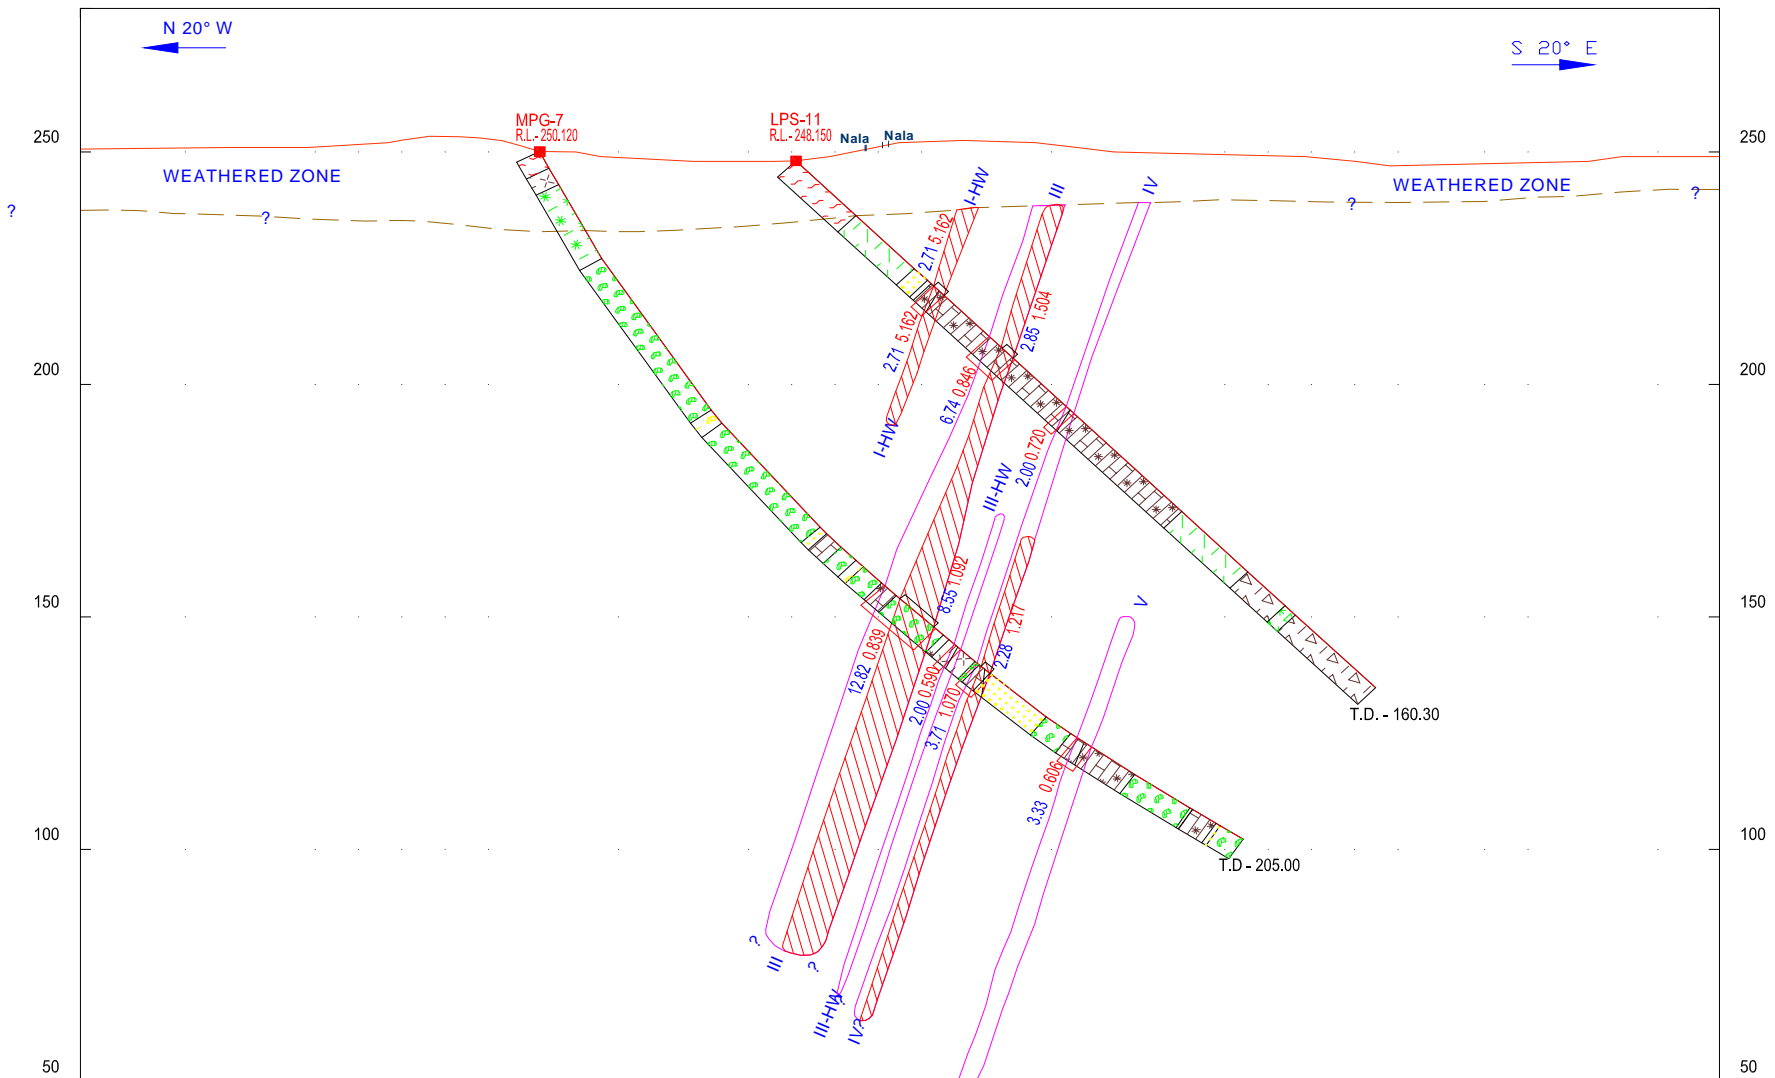 N 20° W
S 20° E
MPG-7
R.L.- 250.120
LPS-11
R.L.- 248.150
Nala
Nala
250
250
WEATHERED ZONE
WEATHERED ZONE
?
?
?
?
I-HW
III
IV
2.71 5.162
2.71 5.162
2.85 1.504
6.74 0.846
I-HW
2.00 0.720
III-HW
200
200
8.55 1.092
150
150
12.82 0.839
2.00 0.590
3.71 1.070
2.28 1.217
V
3.33 0.606
T.D. - 160.30
T.D - 205.00
100
100
?
III
?
III-HW
?
IV?
50
50